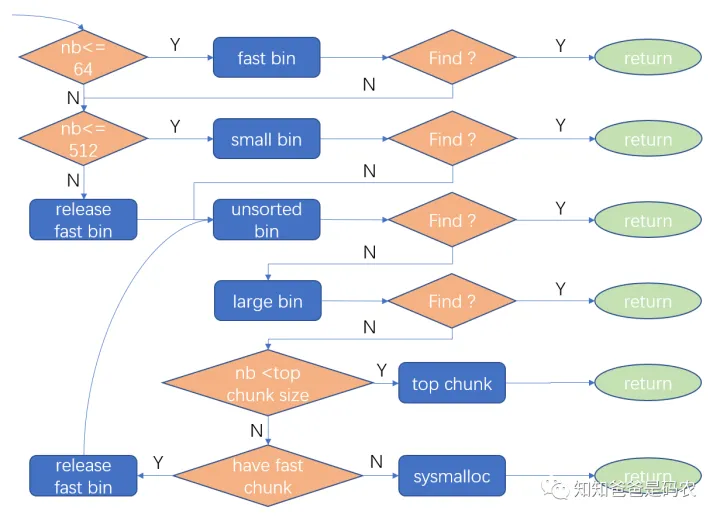 nb<=
64
Y
fast bin
Find ?
Y
return
N
N
nb<=
512
Y
small bin
Find ?
Y
return
N
N
release
fast bin
unsorted
bin
Find ?
Y
return
N
large bin
Find ?
Y
return
N
nb <top
chunk size
Y
top chunk
return
N
release
fast bin
Y
have fast
chunk
N
sysmalloc
return
知知爸爸是码农